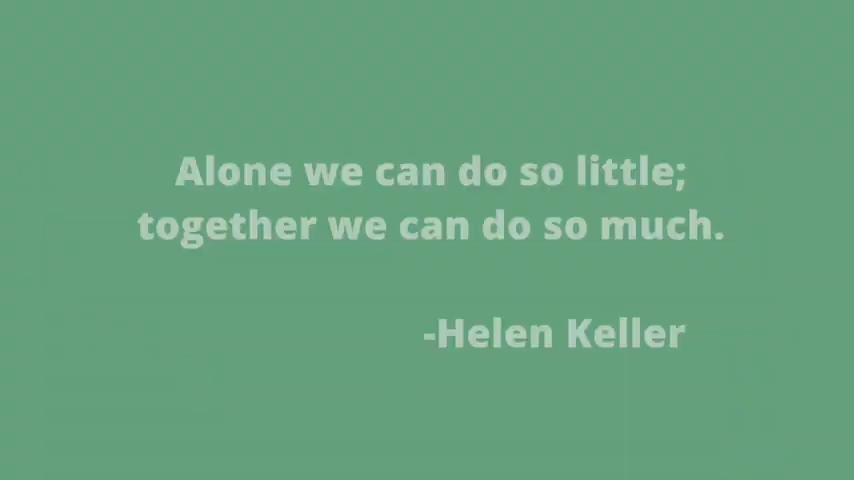 Alone we can do so little;
together we can do so much.
-Helen Keller